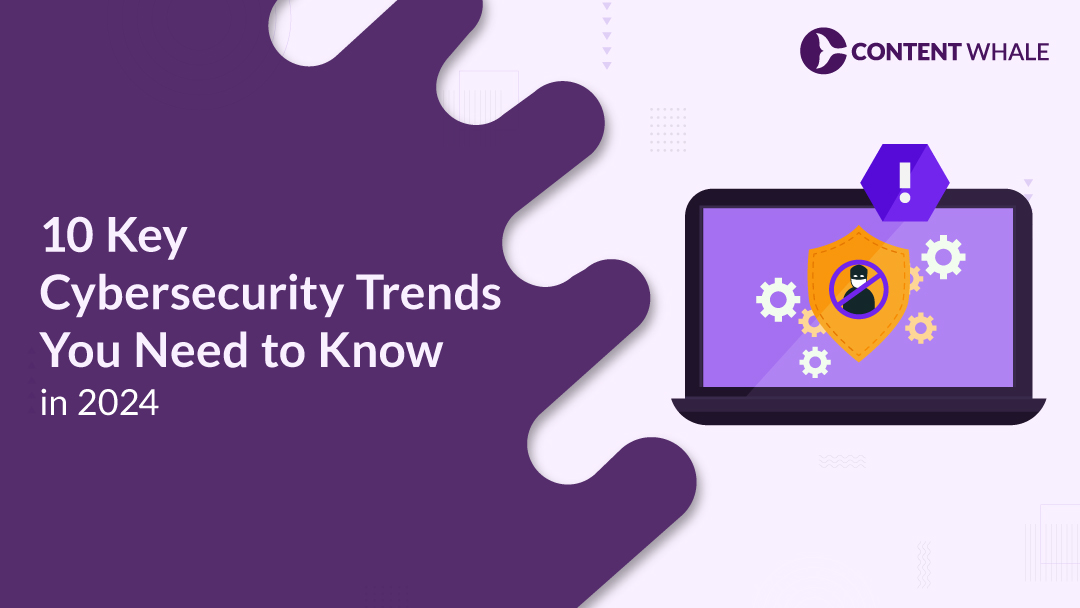 CONTENT WHALE
!
10 Key
Cybersecurity Trends
You Need to Know
in 2024